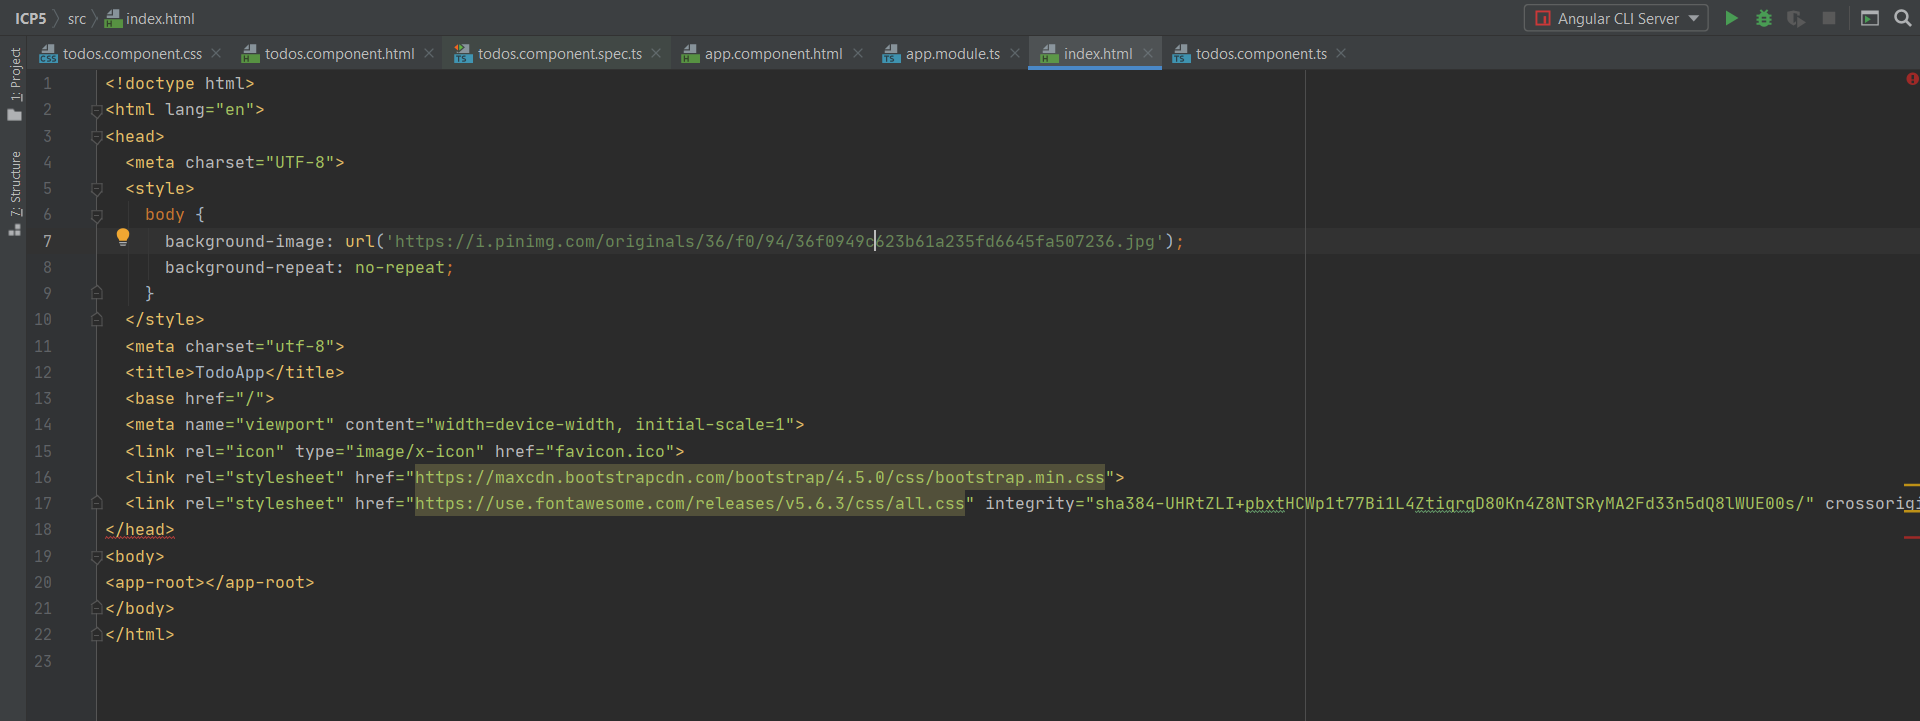 ICP5 src index.html Angular CLI Server
todos.component.css todos.component.html todos.component.spec.ts app.component.html app.module.ts index.html todos.component.ts
1: Project
7: Structure
1 <!doctype html>
2 <html lang="en">
3 <head>
4 <meta charset="UTF-8">
5 <style>
6 body {
7 background-image: url('https://i.pinimg.com/originals/36/f0/94/36f0949c623b61a235fd6645fa507236.jpg');
8 background-repeat: no-repeat;
9 }
10 </style>
11 <meta charset="utf-8">
12 <title>TodoApp</title>
13 <base href="/">
14 <meta name="viewport" content="width=device-width, initial-scale=1">
15 <link rel="icon" type="image/x-icon" href="favicon.ico">
16 <link rel="stylesheet" href="https://maxcdn.bootstrapcdn.com/bootstrap/4.5.0/css/bootstrap.min.css">
17 <link rel="stylesheet" href="https://use.fontawesome.com/releases/v5.6.3/css/all.css" integrity="sha384-UHRtZLI+pbxtHCWp1t77Bi1L4ZtiqrqD80Kn4Z8NTSRyMA2Fd33n5dQ8lWUE00s/" crossorigi
18 </head>
19 <body>
20 <app-root></app-root>
21 </body>
22 </html>
23